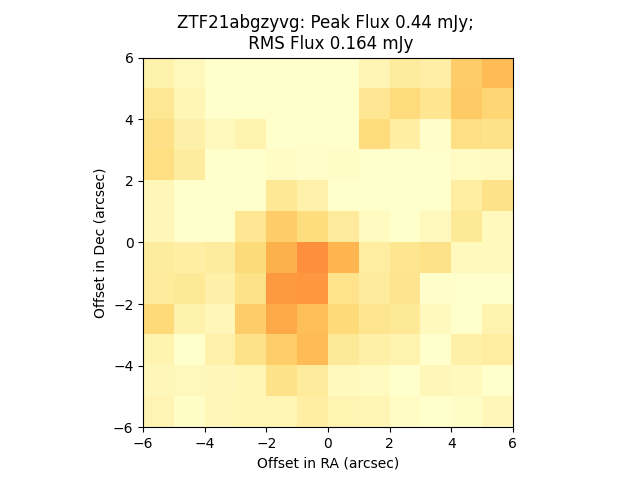 ZTF21abgzyvg: Peak Flux 0.44 mJy;
RMS Flux 0.164 mJy
6
4
2
0
−2
−4
−6
Offset in Dec (arcsec)
−6 −4 −2 0 2 4 6
Offset in RA (arcsec)